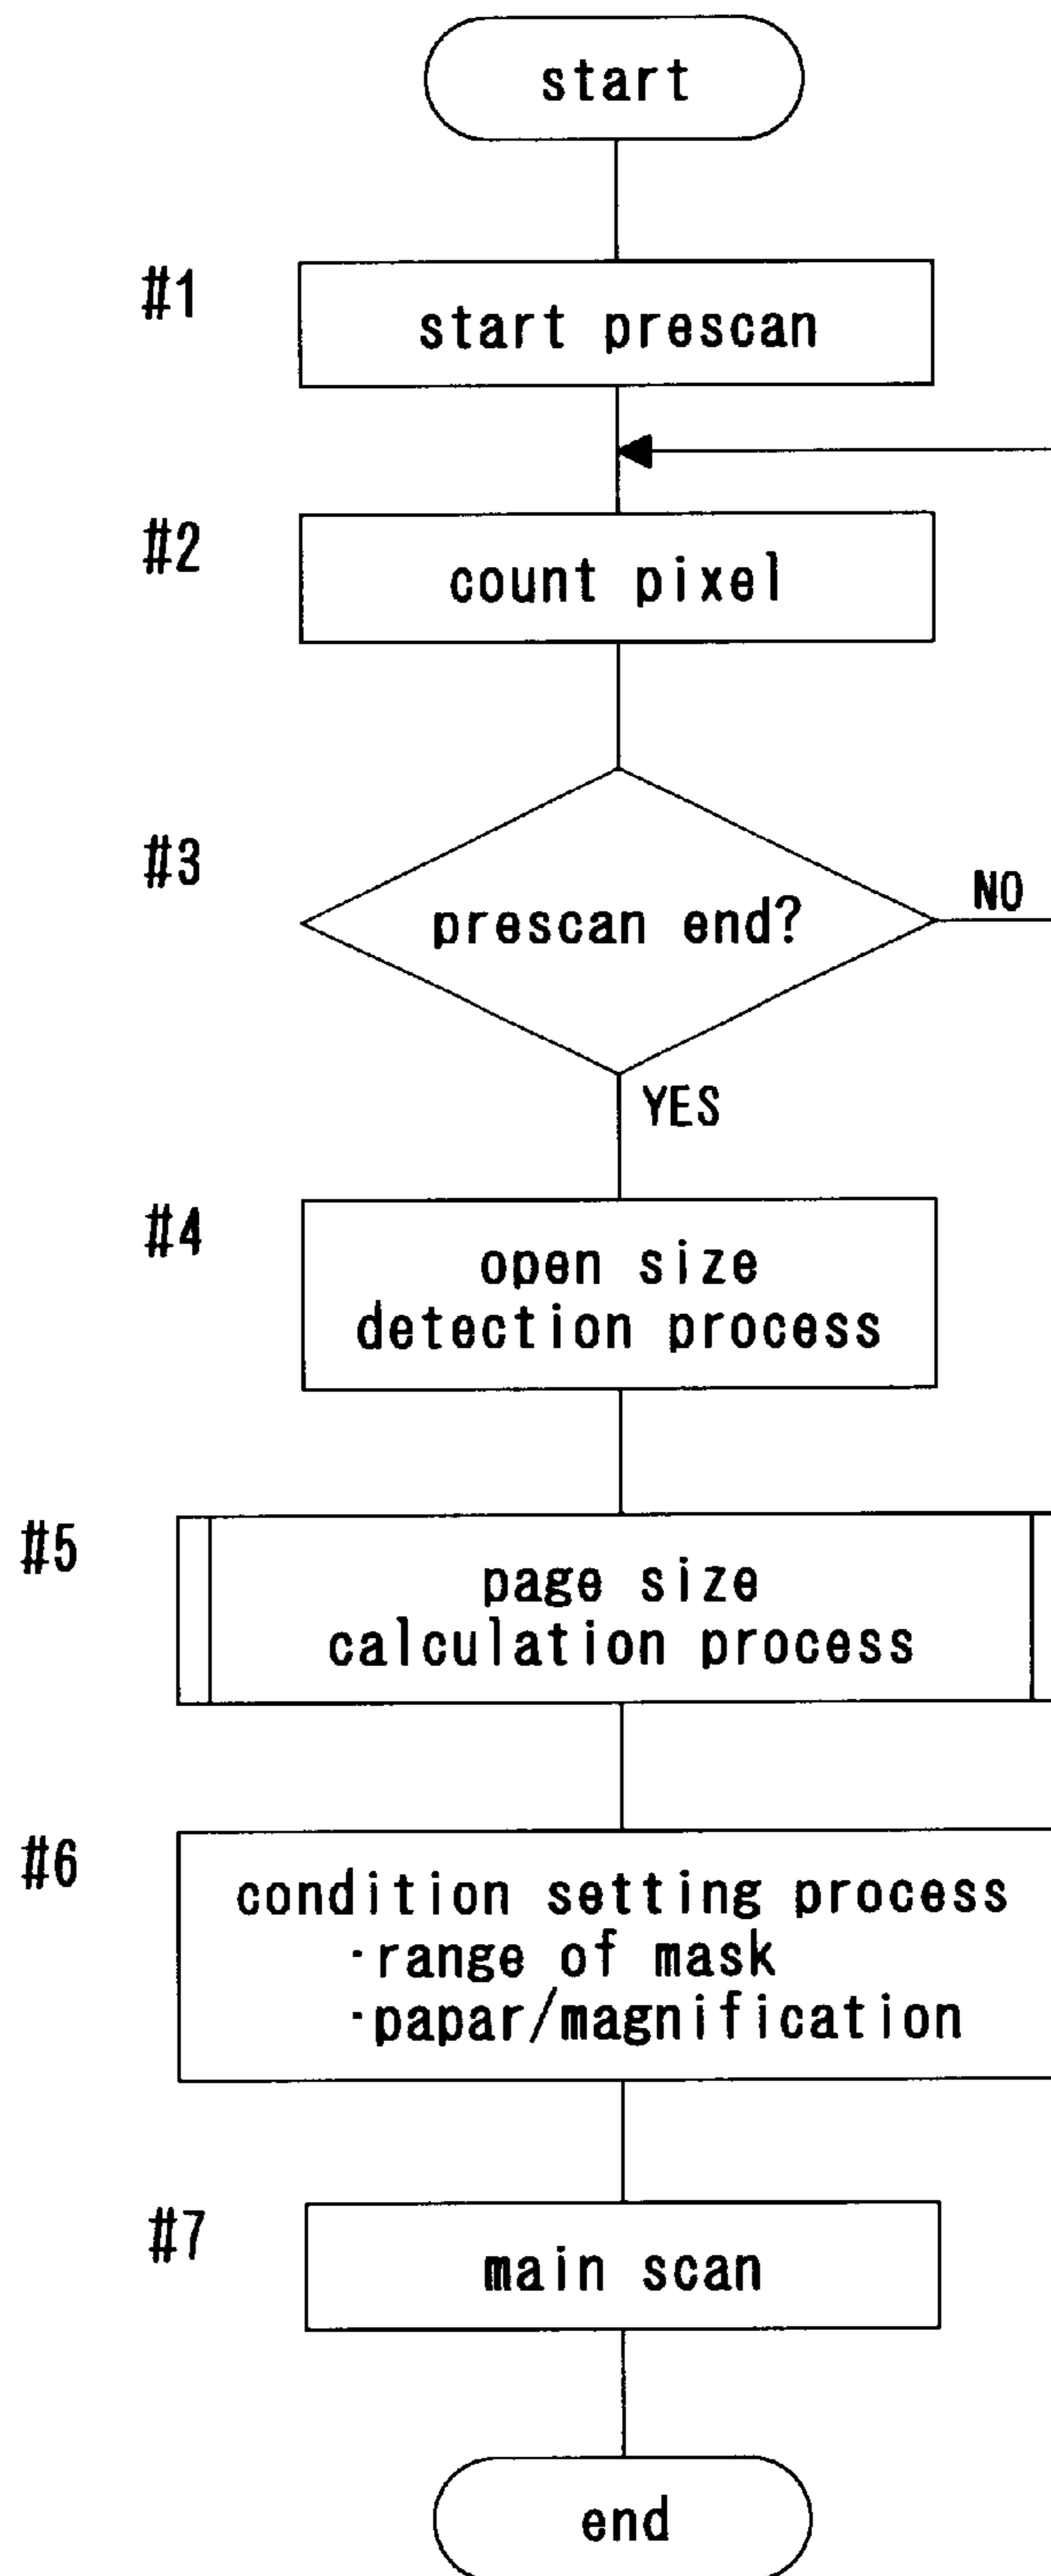 start
#1
start prescan
#2
count pixel
#3
prescan end?
NO
YES
#4
open size
detection process
#5
page size
calculation process
#6
condition setting process
·range of mask
·papar/magnification
#7
main scan
end